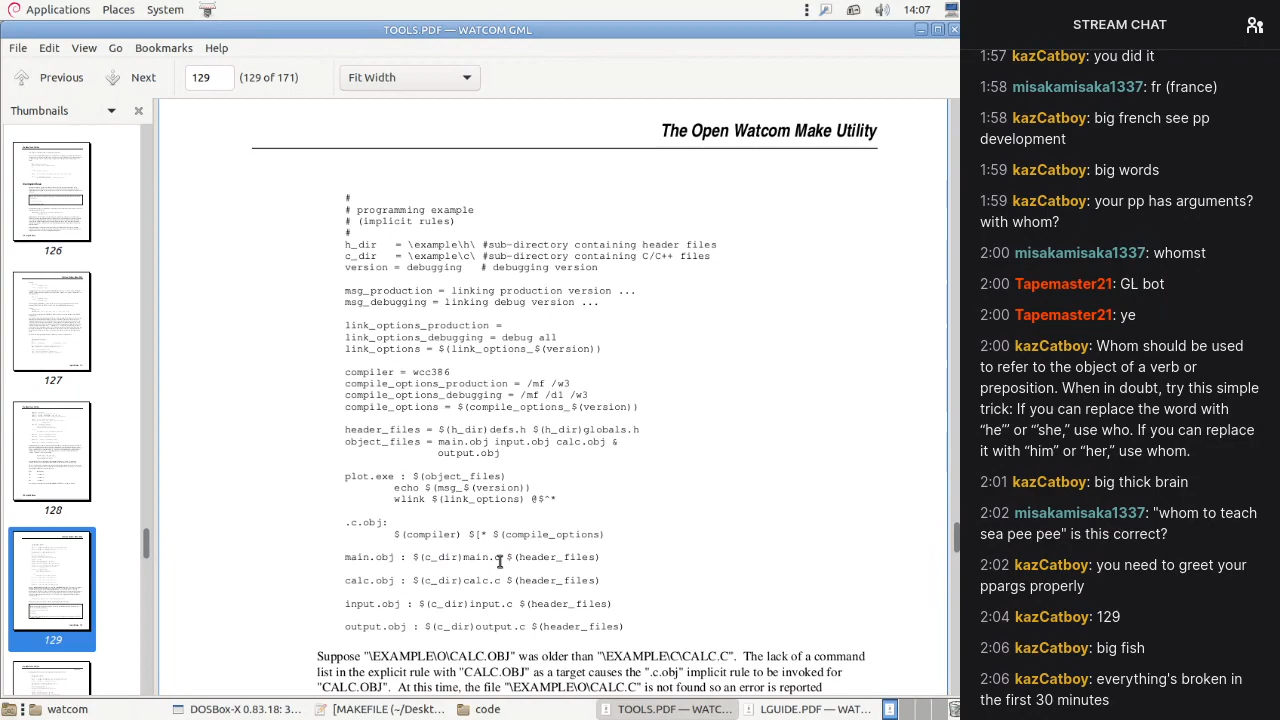 Applications Places System 14:07
TOOLS.PDF — WATCOM GML
File Edit View Go Bookmarks Help
Previous Next 129 (129 of 171) Fit Width
Thumbnails
126
127
128
129
The Open Watcom Make Utility
#
# programming example
# (implicit rules)
#
h_dir = \example\h\ #sub-directory containing header files
c_dir = \example\c\ #sub-directory containing C/C++ files
version = debugging # debugging version
msg_production = linking production version ...
msg_debugging = linking debug version ...
link_options_production =
link_options_debugging = debug all
link_options = $(link_options_$(version))
compiler = wcc386
compile_options_production = /mf /w3
compile_options_debugging = /mf /d1 /w3
compile_options = $(compile_options_$(version))
header_files = $(h_dir)defs.h $(h_dir)globals.h
object_files = main.obj input.obj calc.obj &
output.obj
plot.exe : $(object_files)
echo $(msg_$(version))
wlink $(link_options) @$^*
.c.obj:
$(compiler) $[* $(compile_options)
main.obj : $(c_dir)main.c $(header_files)
calc.obj : $(c_dir)calc.c $(header_files)
input.obj : $(c_dir)input.c $(header_files)
output.obj : $(c_dir)output.c $(header_files)
Suppose "\EXAMPLE\O\CALC.OBJ" was older than "\EXAMPLE\C\CALC.C". The lack of a command
list in the explicit rule with "CALC.OBJ" as a target causes the ".c.obj" implicit rule to be invoked for
"CALC.OBJ". At this time, the file "\EXAMPLE\O\CALC.C" is not found so an error is reported
watcom DOSBox-X 0.83.18: 3... [MAKEFILE (~/Deskt... code TOOLS.PDF — WATC... LGUIDE.PDF — WAT...
STREAM CHAT
1:57 kazCatboy: you did it
1:58 misakamisaka1337: fr (france)
1:58 kazCatboy: big french see pp
development
1:59 kazCatboy: big words
1:59 kazCatboy: your pp has arguments?
with whom?
2:00 misakamisaka1337: whomst
2:00 Tapemaster21: GL bot
2:00 Tapemaster21: ye
2:00 kazCatboy: Whom should be used
to refer to the object of a verb or
preposition. When in doubt, try this simple
trick: If you can replace the word with
“he”’ or “’she,” use who. If you can replace
it with “him” or “her,” use whom.
2:01 kazCatboy: big thick brain
2:02 misakamisaka1337: "whom to teach
sea pee pee" is this correct?
2:02 kazCatboy: you need to greet your
ppargs properly
2:04 kazCatboy: 129
2:06 kazCatboy: big fish
2:06 kazCatboy: everything's broken in
the first 30 minutes